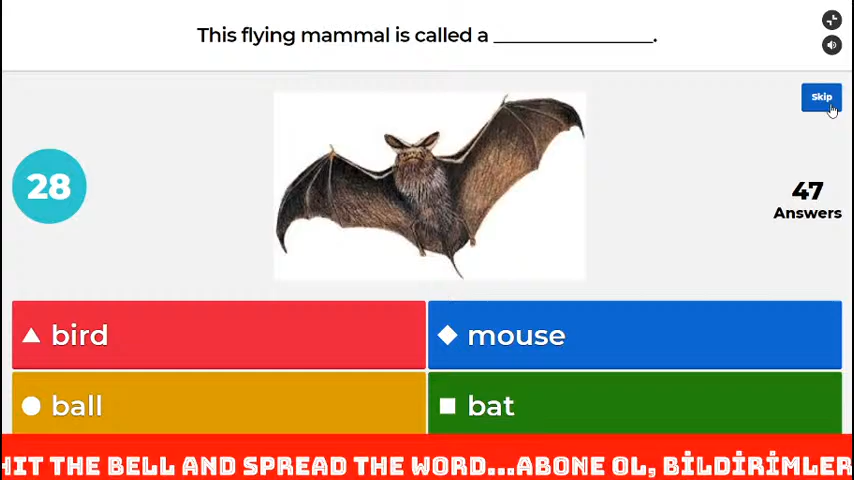 This flying mammal is called a _______________.
Skip
28
47
Answers
bird
mouse
ball
bat
HIT THE BELL AND SPREAD THE WORD...ABONE OL, BİLDİRİMLER